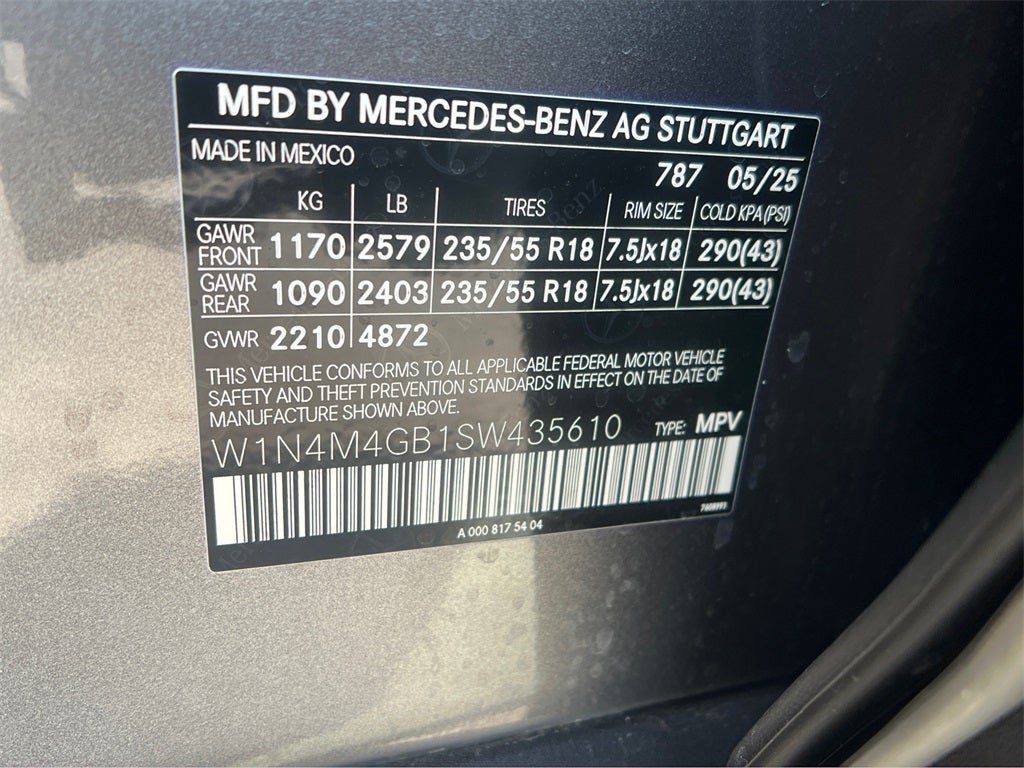 MFD BY MERCEDES-BENZ AG STUTTGART
MADE IN MEXICO
787 05/25
KG LB TIRES RIM SIZE COLD KPA (PSI)
GAWR FRONT 1170 2579 235/55 R18 7.5Jx18 290(43)
GAWR REAR 1090 2403 235/55 R18 7.5Jx18 290(43)
GVWR 2210 4872
THIS VEHICLE CONFORMS TO ALL APPLICABLE FEDERAL MOTOR VEHICLE
SAFETY AND THEFT PREVENTION STANDARDS IN EFFECT ON THE DATE OF
MANUFACTURE SHOWN ABOVE.
W1N4M4GB1SW435610 TYPE: MPV
A 000 817 54 04